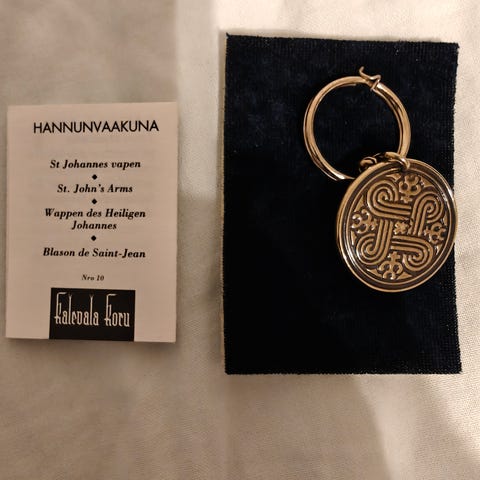 HANNUNVAAKUNA
St Johannes vapen
St. John's Arms
Wappen des Heiligen
Johannes
Blason de Saint-Jean
Nro 10
Kalevala Koru